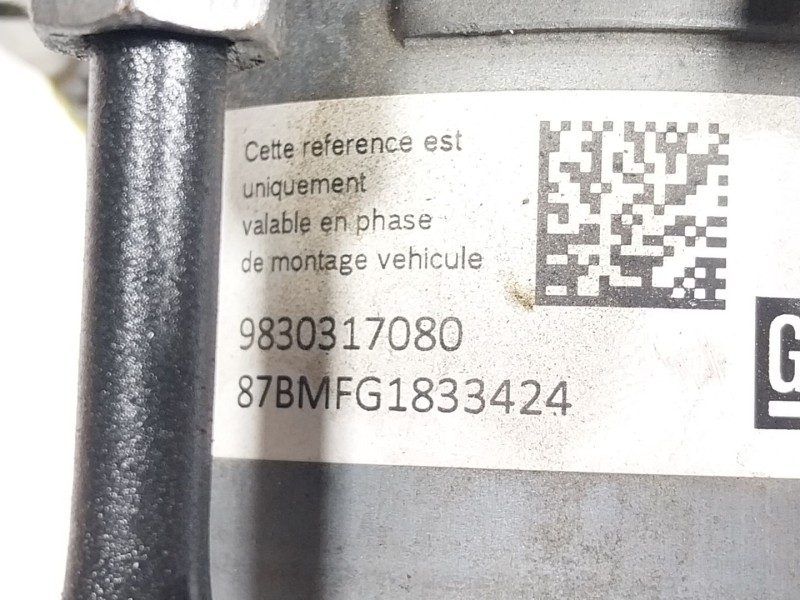 Cette reference est
uniquement
valable en phase
de montage vehicule
9830317080
87BMFG1833424
G